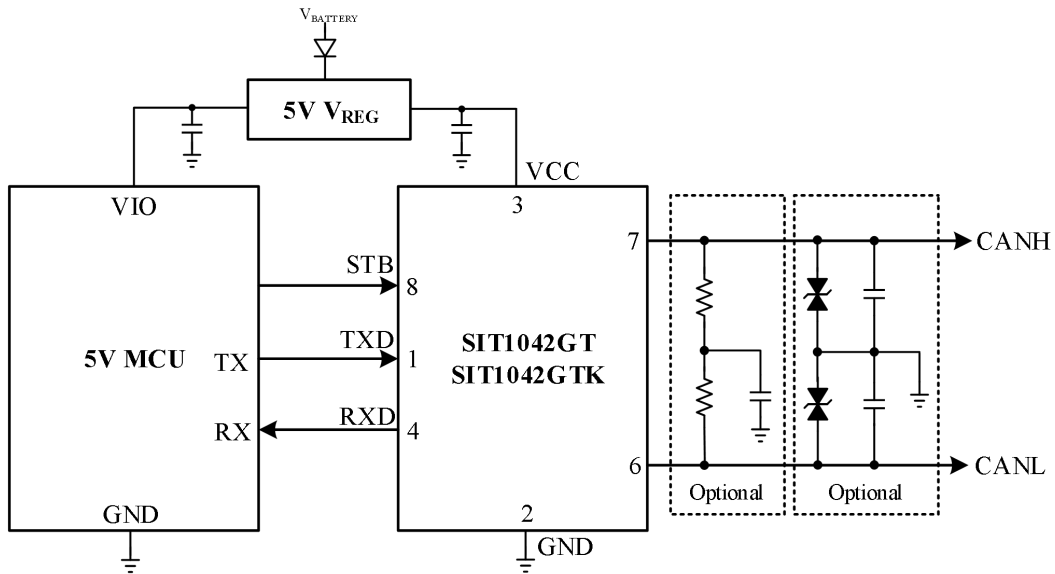 VBATTERY
5V VREG
VCC
VIO
3
7
CANH
STB
8
5V MCU
TX
TXD
1
SIT1042GT
SIT1042GTK
RX
RXD
4
6
CANL
Optional
Optional
GND
2
GND